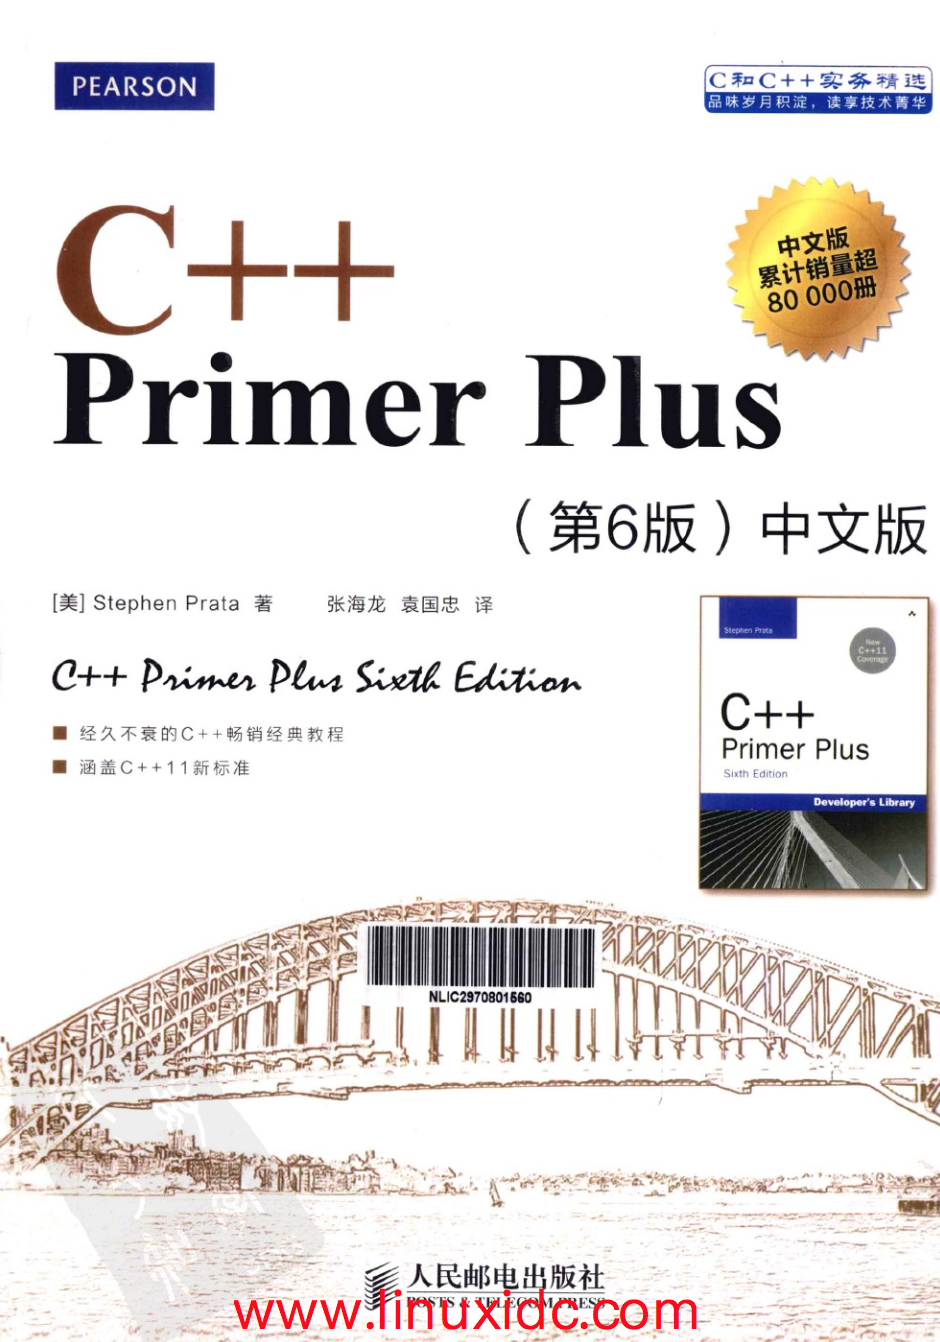 PEARSON
C和C++实务精选
品味岁月积淀，读享技术菁华
C++
Primer Plus
中文版
累计销量超
80 000册
（第6版）中文版
[美] Stephen Prata 著 张海龙 袁国忠 译
C++ Primer Plus Sixth Edition
■ 经久不衰的C++畅销经典教程
■ 涵盖C++11新标准
Stephen Prata
New
C++11
Coverage
C++
Primer Plus
Sixth Edition
Developer's Library
NLIC2970801560
人民邮电出版社
POSTS & TELECOM PRESS
www.linuxidc.com